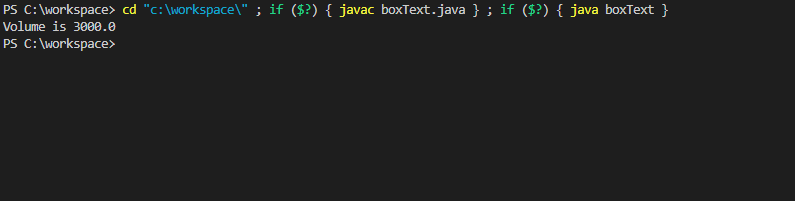 PS C:\workspace> cd "c:\workspace\" ; if ($?) { javac boxText.java } ; if ($?) { java boxText }
Volume is 3000.0
PS C:\workspace>